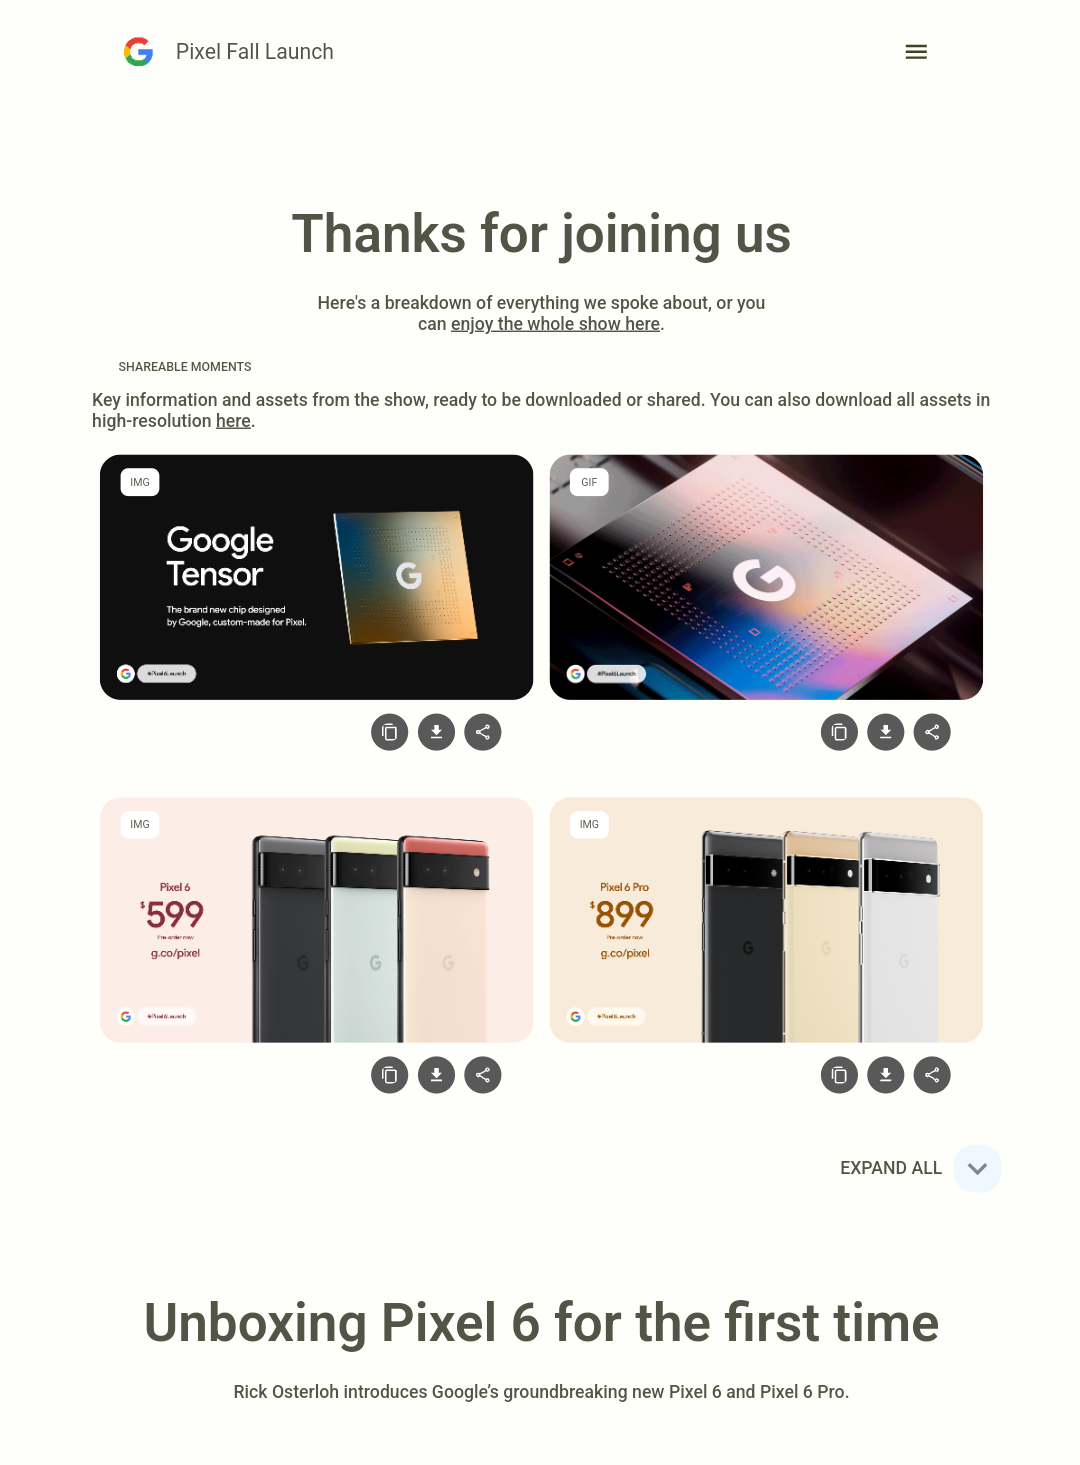 Pixel Fall Launch
Thanks for joining us
Here's a breakdown of everything we spoke about, or you
can enjoy the whole show here.
SHAREABLE MOMENTS
Key information and assets from the show, ready to be downloaded or shared. You can also download all assets in
high-resolution here.
IMG
Google
Tensor
The brand new chip designed
by Google, custom-made for Pixel.
#Pixel6Launch
GIF
#Pixel6Launch
IMG
Pixel 6
$599
Pre-order now
g.co/pixel
#Pixel6Launch
IMG
Pixel 6 Pro
$899
Pre-order now
g.co/pixel
#Pixel6Launch
EXPAND ALL
Unboxing Pixel 6 for the first time
Rick Osterloh introduces Google’s groundbreaking new Pixel 6 and Pixel 6 Pro.